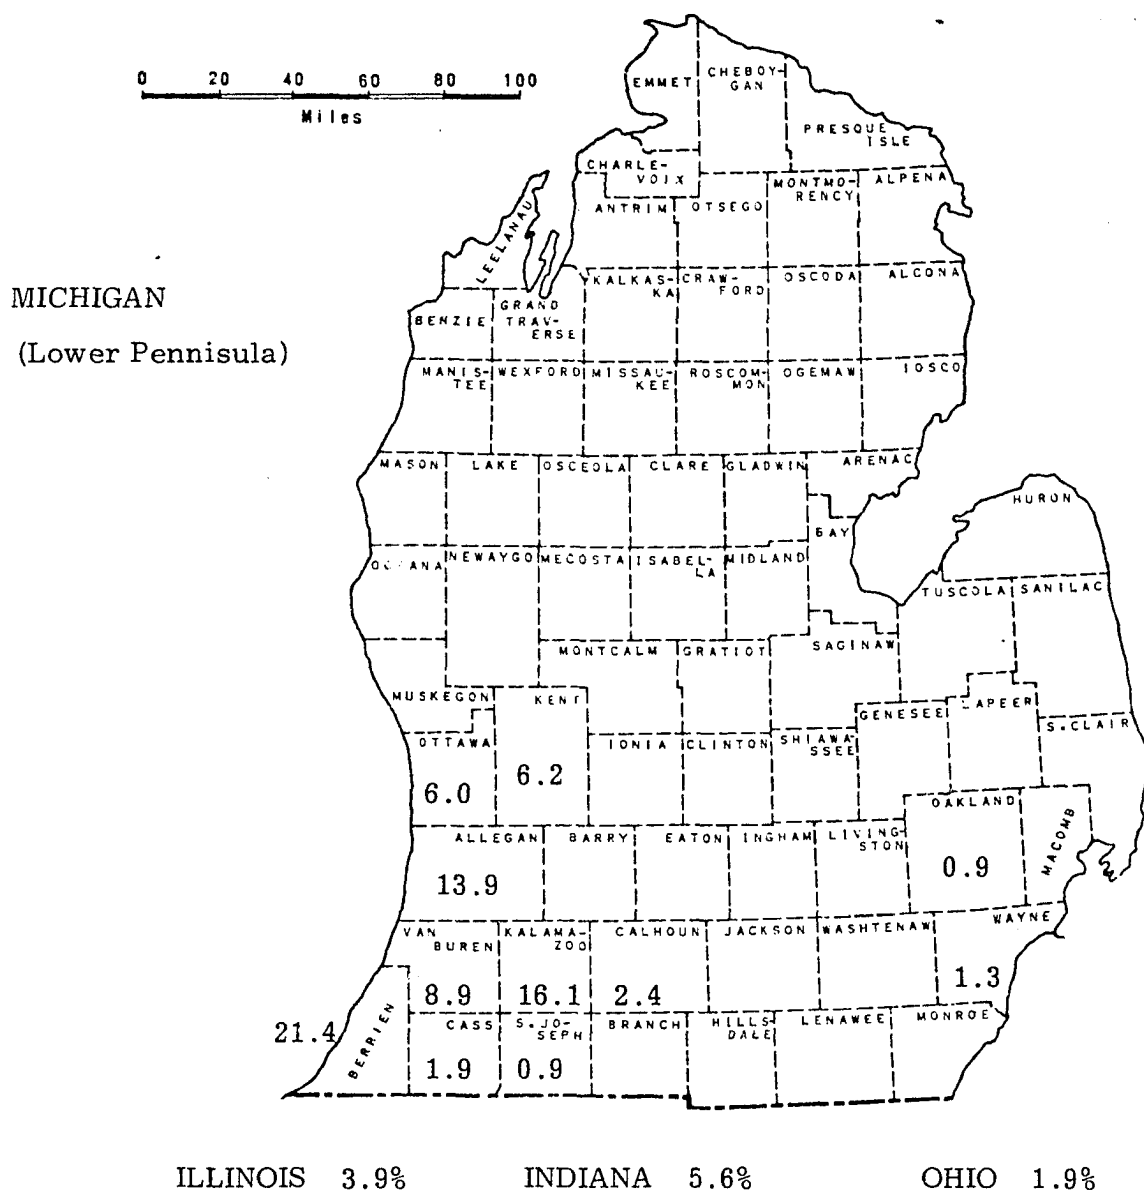 0 20 40 60 80 100
Miles
MICHIGAN
(Lower Pennisula)
EMMET
CHEBOY-
GAN
PRESQUE
ISLE
CHARLE-
VOIX
ANTRIM
OTSEGO
MONTMO-
RENCY
ALPENA
LEELANAU
BENZIE
GRAND
TRAV-
ERSE
KALKAS-
KA
CRAW-
FORD
OSCODA
ALCONA
MANIS-
TEE
WEXFORD
MISSAU-
KEE
ROSCOM-
MON
OGEMAW
IOSCO
MASON
LAKE
OSCEOLA
CLARE
GLADWIN
ARENAC
HURON
BAY
NEWAYGO
MECOSTA
ISABEL-
LA
MIDLAND
TUSCOLA
SANILAC
MONTCALM
GRATIOT
SAGINAW
MUSKEGON
KENT
6.2
GENESEE
LAPEER
S.CLAIR
OTTAWA
6.0
IONIA
CLINTON
SHIAWA-
SSEE
OAKLAND
0.9
MACOMB
ALLEGAN
13.9
BARRY
EATON
INGHAM
LIVING-
STON
VAN
BUREN
8.9
KALAMA-
ZOO
16.1
CALHOUN
2.4
JACKSON
WASHTENAW
WAYNE
1.3
21.4
BERRIEN
CASS
1.9
S.JO-
SEPH
0.9
BRANCH
HILLS-
DALE
LENAWEE
MONROE
ILLINOIS 3.9% INDIANA 5.6% OHIO 1.9%